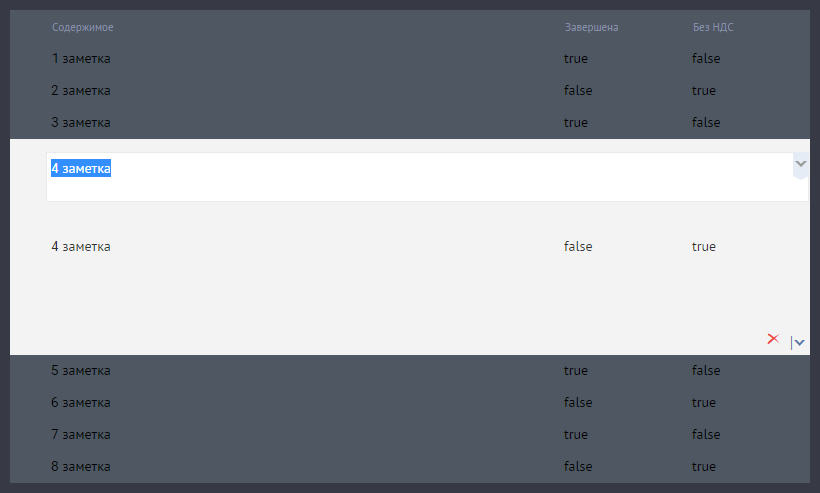 Содержимое Завершена Без НДС
1 заметка true false
2 заметка false true
3 заметка true false
4 заметка
4 заметка false true
5 заметка true false
6 заметка false true
7 заметка true false
8 заметка false true